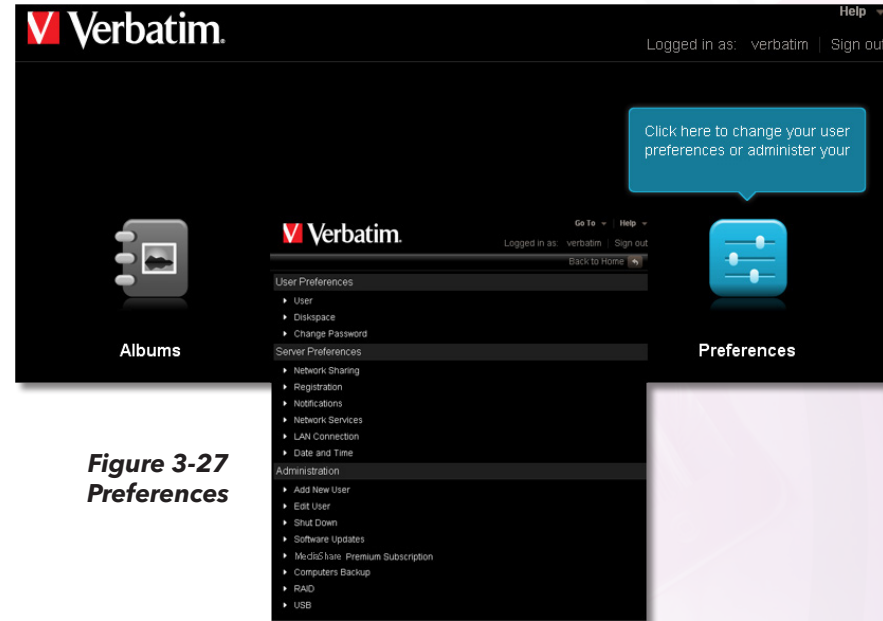 Verbatim.
Help
Logged in as: verbatim | Sign out
Click here to change your user
preferences or administer your
Albums
Preferences
Verbatim.
Go To | Help
Logged in as: verbatim | Sign out
Back to Home
User Preferences
User
Diskspace
Change Password
Server Preferences
Network Sharing
Registration
Notifications
Network Services
LAN Connection
Date and Time
Administration
Add New User
Edit User
Shut Down
Software Updates
MediaShare Premium Subscription
Computers Backup
RAID
USB
Figure 3-27
Preferences